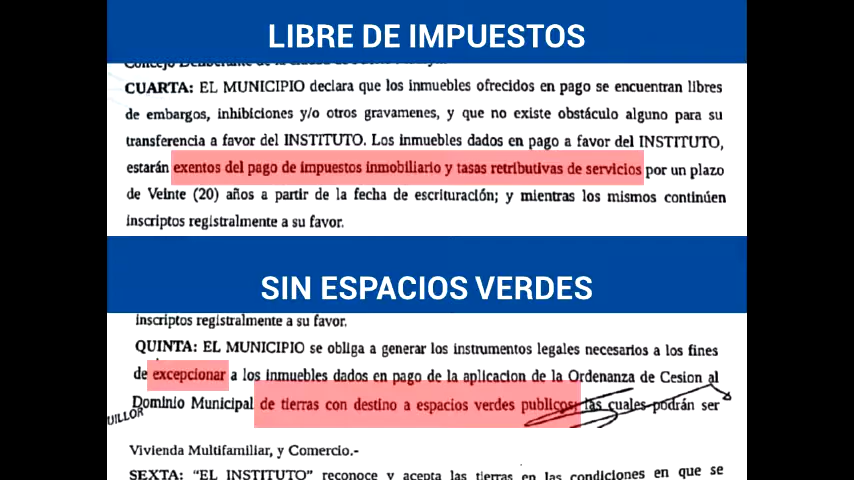 LIBRE DE IMPUESTOS
CUARTA: EL MUNICIPIO declara que los inmuebles ofrecidos en pago se encuentran libres
de embargos, inhibiciones y/o otros gravamenes, y que no existe obstáculo alguno para su
transferencia a favor del INSTITUTO. Los inmuebles dados en pago a favor del INSTITUTO,
estarán exentos del pago de impuestos inmobiliario y tasas retributivas de servicios por un plazo
de Veinte (20) años a partir de la fecha de escrituración; y mientras los mismos continúen
inscriptos registralmente a su favor.
SIN ESPACIOS VERDES
inscriptos registralmente a su favor.
QUINTA: EL MUNICIPIO se obliga a generar los instrumentos legales necesarios a los fines
de excepcionar a los inmuebles dados en pago de la aplicacion de la Ordenanza de Cesion al
Dominio Municipal de tierras con destino a espacios verdes publicos; las cuales podrán ser
UILLOR
Vivienda Multifamiliar, y Comercio.-
SEXTA: "EL INSTITUTO" reconoce y acepta las tierras en las condiciones en que se